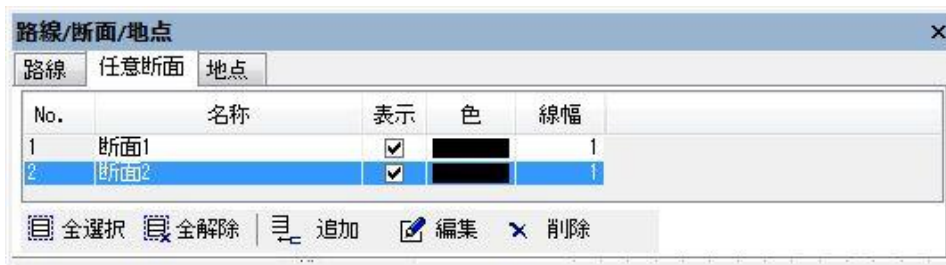 路線/断面/地点
路線 任意断面 地点
No. 名称 表示 色 線幅
1 断面1 1
2 断面2 1
全選択 全解除 追加 編集 削除